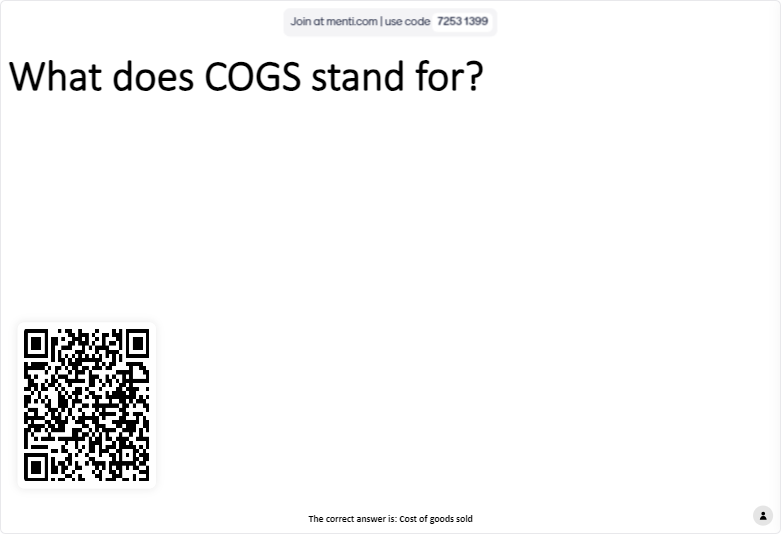 Join at menti.com | use code 7253 1399
What does COGS stand for?
The correct answer is: Cost of goods sold